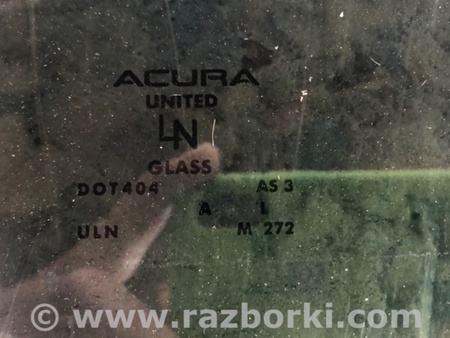 ACURA
UNITED
LN
GLASS
DOT404 AS 3
A L
ULN M 272
© www.razborki.com